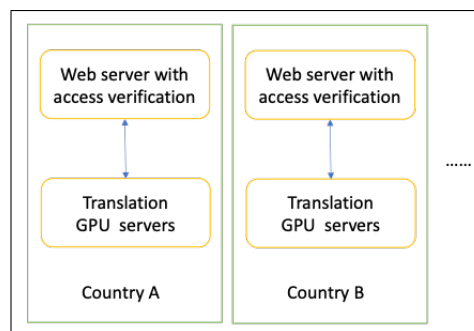 Web server with
access verification
Translation
GPU servers
Country A
Web server with
access verification
Translation
GPU servers
Country B
......